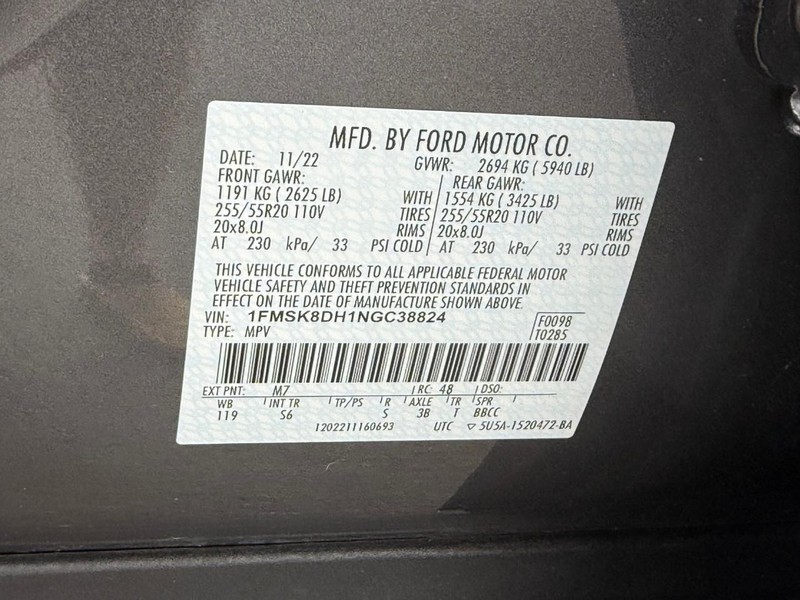 MFD. BY FORD MOTOR CO.
DATE: 11/22 GVWR: 2694 KG ( 5940 LB)
FRONT GAWR: REAR GAWR:
1191 KG ( 2625 LB) WITH 1554 KG ( 3425 LB) WITH
255/55R20 110V TIRES 255/55R20 110V TIRES
20x8.0J RIMS 20x8.0J RIMS
AT 230 kPa/ 33 PSI COLD AT 230 kPa/ 33 PSI COLD
THIS VEHICLE CONFORMS TO ALL APPLICABLE FEDERAL MOTOR
VEHICLE SAFETY AND THEFT PREVENTION STANDARDS IN
EFFECT ON THE DATE OF MANUFACTURE SHOWN ABOVE.
VIN: 1FMSK8DH1NGC38824 F0098
TYPE: MPV T0285
EXT PNT: M7 RC: 48 DSO:
WB INT TR TP/PS R AXLE TR SPR
119 S6 S 3B T BBCC
1202211160693 UTC ▽ 5U5A-1520472-BA